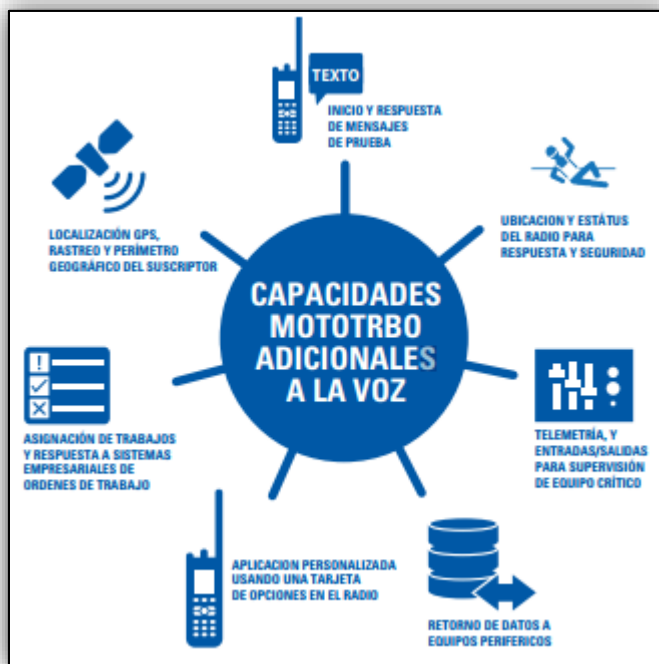 TEXTO
INICIO Y RESPUESTA
DE MENSAJES
DE PRUEBA
UBICACION Y ESTÁTUS
DEL RADIO PARA
RESPUESTA Y SEGURIDAD
LOCALIZACIÓN GPS,
RASTREO Y PERÍMETRO
GEOGRÁFICO DEL SUSCRIPTOR
CAPACIDADES
MOTOTRBO
ADICIONALES
A LA VOZ
ASIGNACIÓN DE TRABAJOS
Y RESPUESTA A SISTEMAS
EMPRESARIALES DE
ORDENES DE TRABAJO
TELEMETRÍA, Y
ENTRADAS/SALIDAS
PARA SUPERVISIÓN
DE EQUIPO CRÍTICO
APLICACION PERSONALIZADA
USANDO UNA TARJETA
DE OPCIONES EN EL RADIO
RETORNO DE DATOS A
EQUIPOS PERIFERICOS